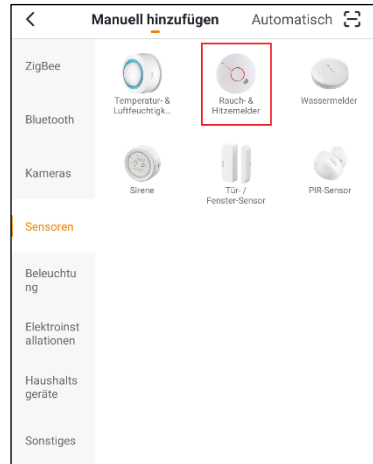 Manuell hinzufügen Automatisch
ZigBee
Bluetooth
Kameras
Sensoren
Beleuchtu
ng
Elektroinst
allationen
Haushalts
geräte
Sonstiges
Temperatur- &
Luftfeuchtigk...
Rauch- &
Hitzemelder
Wassermelder
Sirene
Tür- /
Fenster-Sensor
PIR-Sensor